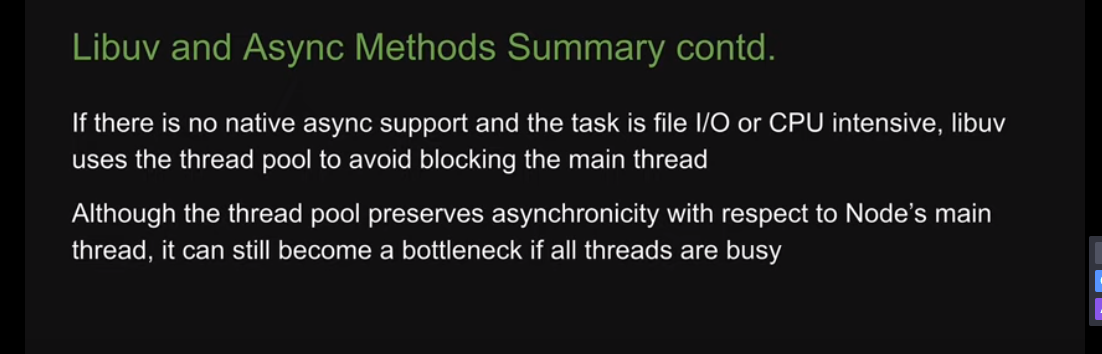 Libuv and Async Methods Summary contd.
If there is no native async support and the task is file I/O or CPU intensive, libuv
uses the thread pool to avoid blocking the main thread
Although the thread pool preserves asynchronicity with respect to Node’s main
thread, it can still become a bottleneck if all threads are busy